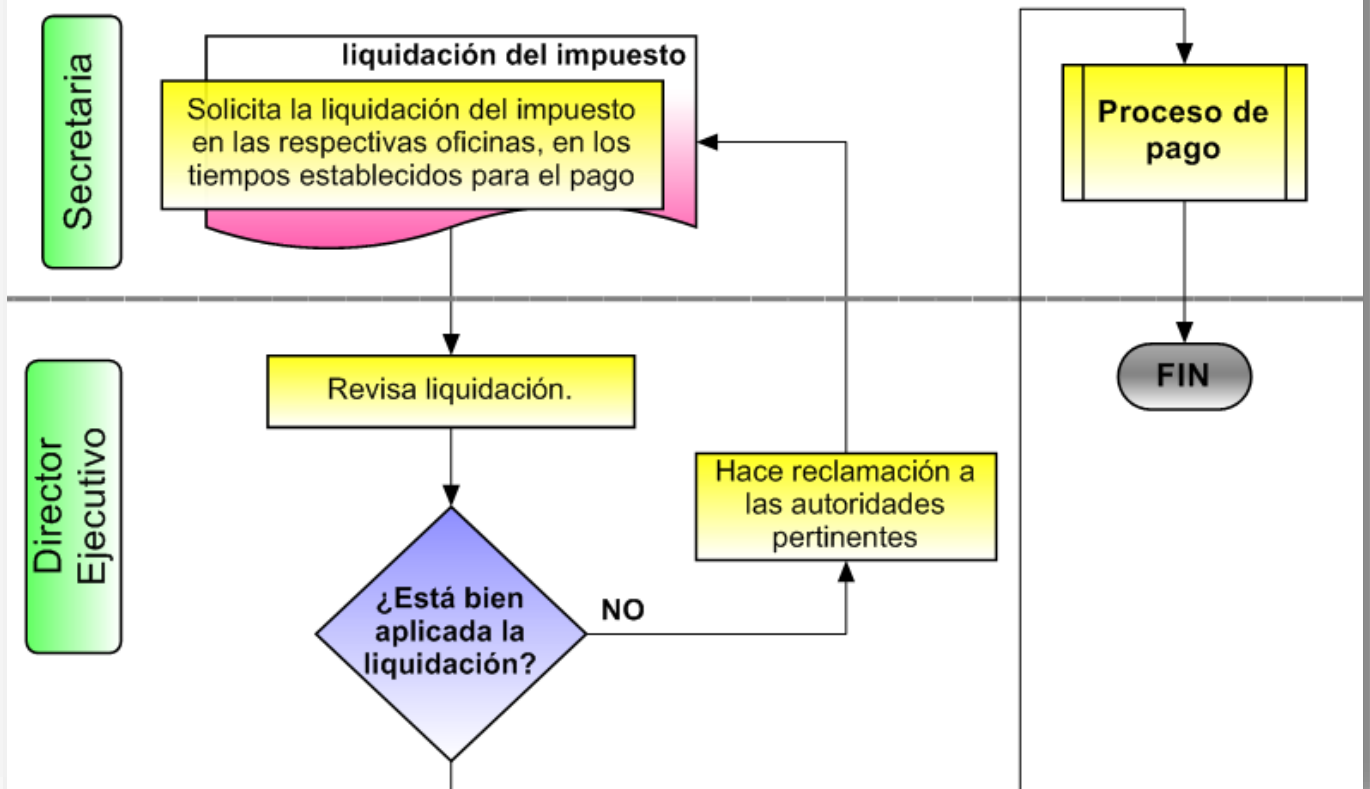 Secretaria
liquidación del impuesto
Solicita la liquidación del impuesto
en las respectivas oficinas, en los
tiempos establecidos para el pago
Proceso de
pago
Director
Ejecutivo
Revisa liquidación.
FIN
Hace reclamación a
las autoridades
pertinentes
¿Está bien
aplicada la
liquidación?
NO